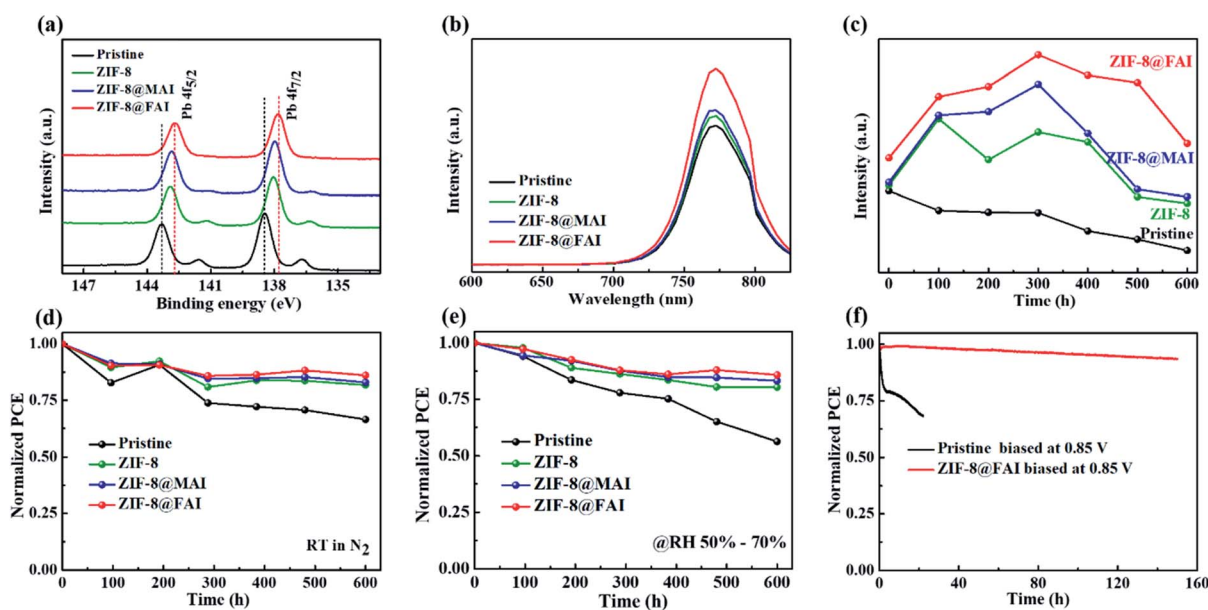 (a)
Pristine
ZIF-8
ZIF-8@MAI
ZIF-8@FAI
Pb 4f5/2
Pb 4f7/2
Intensity (a.u.)
147
144
141
138
135
Binding energy (eV)
(b)
Intensity (a.u.)
Pristine
ZIF-8
ZIF-8@MAI
ZIF-8@FAI
600
650
700
750
800
Wavelength (nm)
(c)
Intensity (a.u.)
ZIF-8@FAI
ZIF-8@MAI
ZIF-8
Pristine
0
100
200
300
400
500
600
Time (h)
(d)
Normalized PCE
1.00
0.75
0.50
0.25
0.00
Pristine
ZIF-8
ZIF-8@MAI
ZIF-8@FAI
RT in N2
0
100
200
300
400
500
600
Time (h)
(e)
Normalized PCE
1.00
0.75
0.50
0.25
0.00
Pristine
ZIF-8
ZIF-8@MAI
ZIF-8@FAI
@RH 50% - 70%
0
100
200
300
400
500
600
Time (h)
(f)
Normalized PCE
1.00
0.75
0.50
0.25
0.00
Pristine biased at 0.85 V
ZIF-8@FAI biased at 0.85 V
0
40
80
120
160
Time (h)